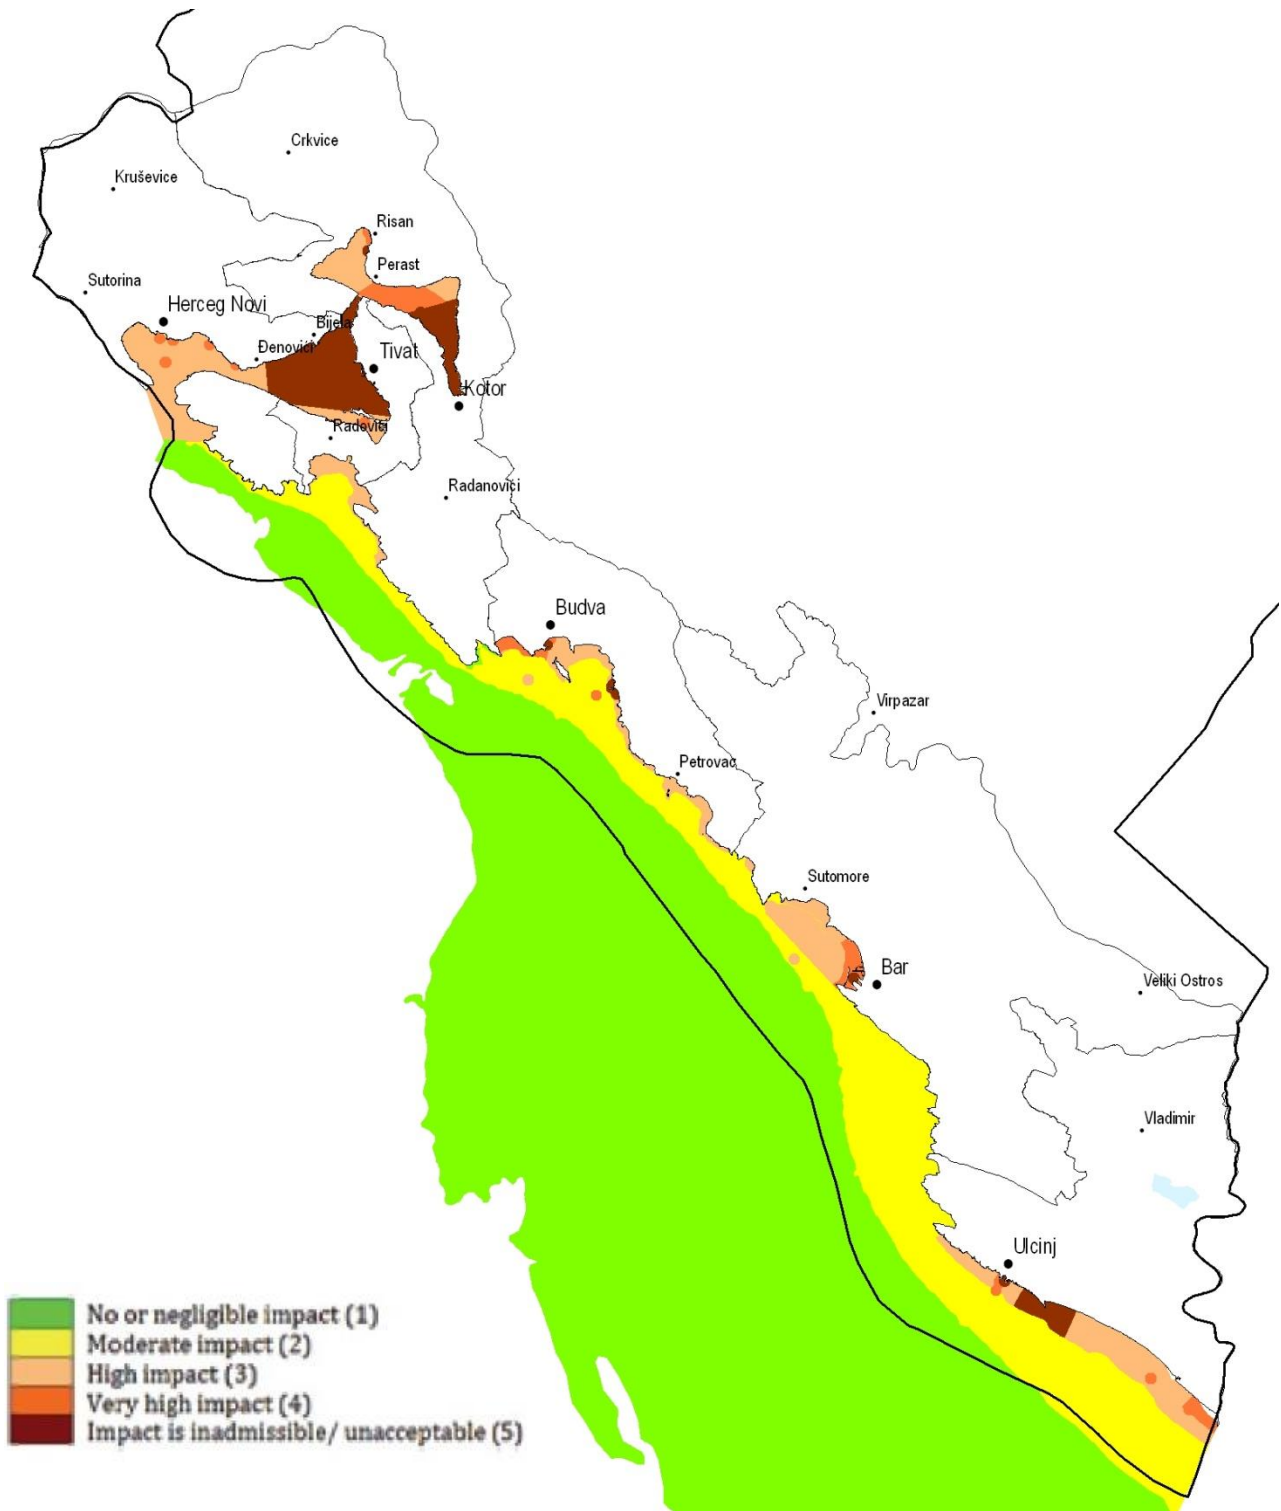 Crkvice
Kruševice
Risan
Perast
Sutorina
Herceg Novi
Bijela
Đenovići
Tivat
Kotor
Radovići
Radanovići
Budva
Virpazar
Petrovac
Sutomore
Bar
Veliki Ostros
Vladimir
Ulcinj
No or negligible impact (1)
Moderate impact (2)
High impact (3)
Very high impact (4)
Impact is inadmissible/ unacceptable (5)